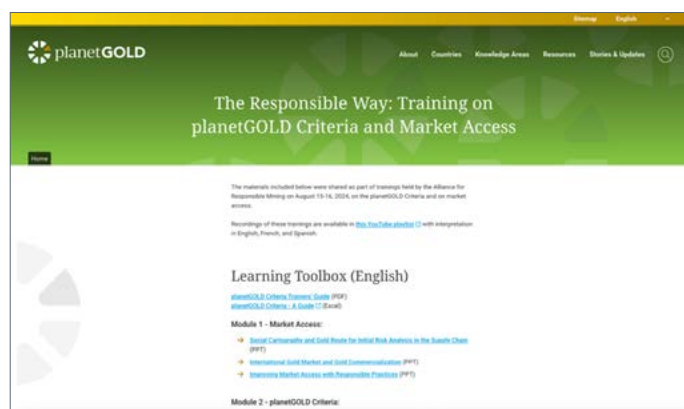 Sitemap English
planetGOLD
About Countries Knowledge Areas Resources Stories & Updates
The Responsible Way: Training on
planetGOLD Criteria and Market Access
Home
The materials included below were shared as part of trainings held by the Alliance for
Responsible Mining on August 15-16, 2024, on the planetGOLD Criteria and on market
access.
Recordings of these trainings are available in this YouTube playlist with interpretation
in English, French, and Spanish.
Learning Toolbox (English)
planetGOLD Criteria Trainers' Guide (PDF)
planetGOLD Criteria - A Guide (Excel)
Module 1 - Market Access:
Social Cartography and Gold Route for Initial Risk Analysis in the Supply Chain
(PPT)
International Gold Market and Gold Commercialization (PPT)
Improving Market Access with Responsible Practices (PPT)
Module 2 - planetGOLD Criteria: